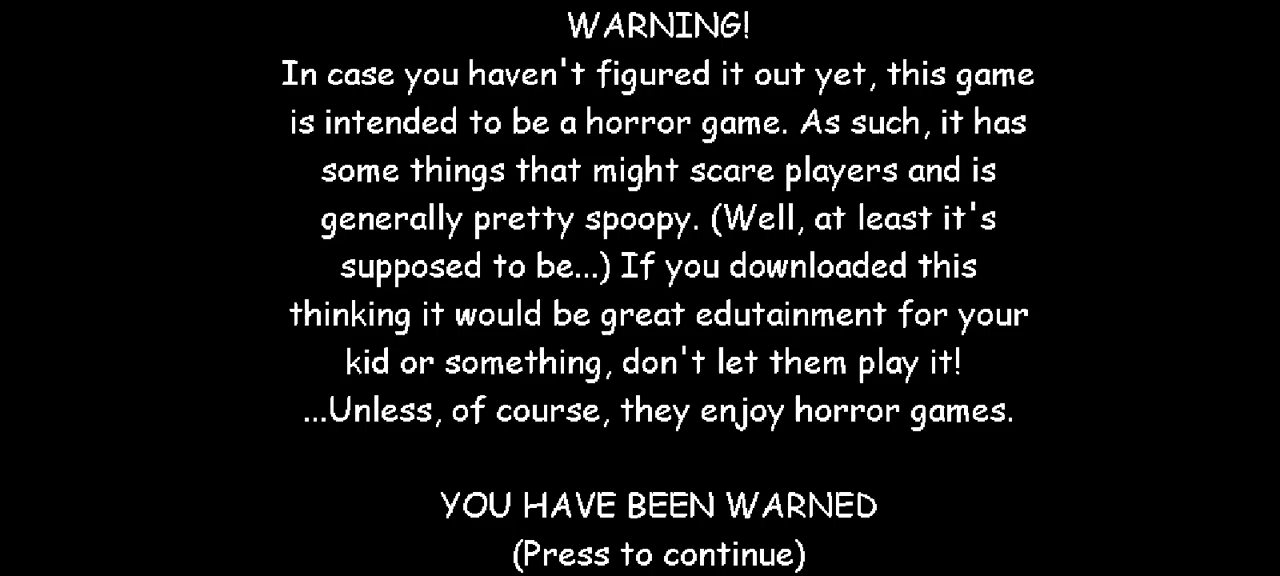 WARNING!
In case you haven't figured it out yet, this game
is intended to be a horror game. As such, it has
some things that might scare players and is
generally pretty spoopy. (Well, at least it's
supposed to be...) If you downloaded this
thinking it would be great edutainment for your
kid or something, don't let them play it!
...Unless, of course, they enjoy horror games.
YOU HAVE BEEN WARNED
(Press to continue)